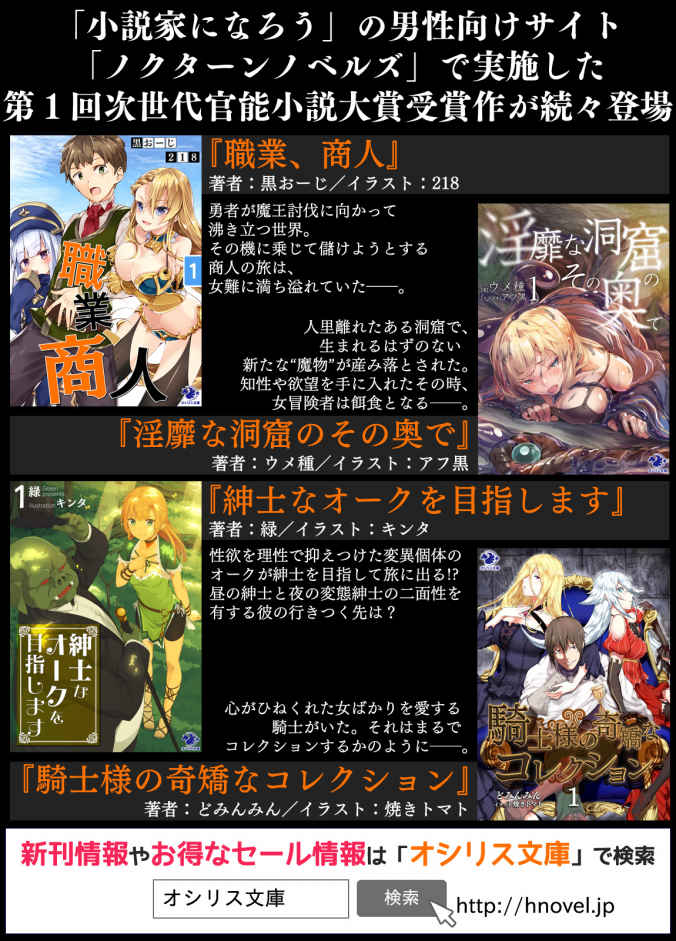 「小説家になろう」の男性向けサイト
「ノクターンノベルズ」で実施した
第１回次世代官能小説大賞受賞作が続々登場
黒おーじ
218
職業
商人
1
『職業、商人』
著者：黒おーじ／イラスト：218
勇者が魔王討伐に向かって
沸き立つ世界。
その機に乗じて儲けようとする
商人の旅は、
女難に満ち溢れていた――。
淫靡な洞窟の
その奥で
ウメ種
アフ黒
1
人里離れたある洞窟で、
生まれるはずのない
新たな“魔物”が産み落とされた。
知性や欲望を手に入れたその時、
女冒険者は餌食となる――。
『淫靡な洞窟のその奥で』
著者：ウメ種／イラスト：アフ黒
1 緑
キンタ
紳士な
オークを
目指します
『紳士なオークを目指します』
著者：緑／イラスト：キンタ
性欲を理性で抑えつけた変異個体の
オークが紳士を目指して旅に出る!?
昼の紳士と夜の変態紳士の二面性を
有する彼の行きつく先は？
騎士様の奇矯な
コレクション
どみんみん
焼きトマト
1
心がひねくれた女ばかりを愛する
騎士がいた。それはまるで
コレクションするかのように――。
『騎士様の奇矯なコレクション』
著者：どみんみん／イラスト：焼きトマト
新刊情報やお得なセール情報は「オシリス文庫」で検索
オシリス文庫
検索
http://hnovel.jp